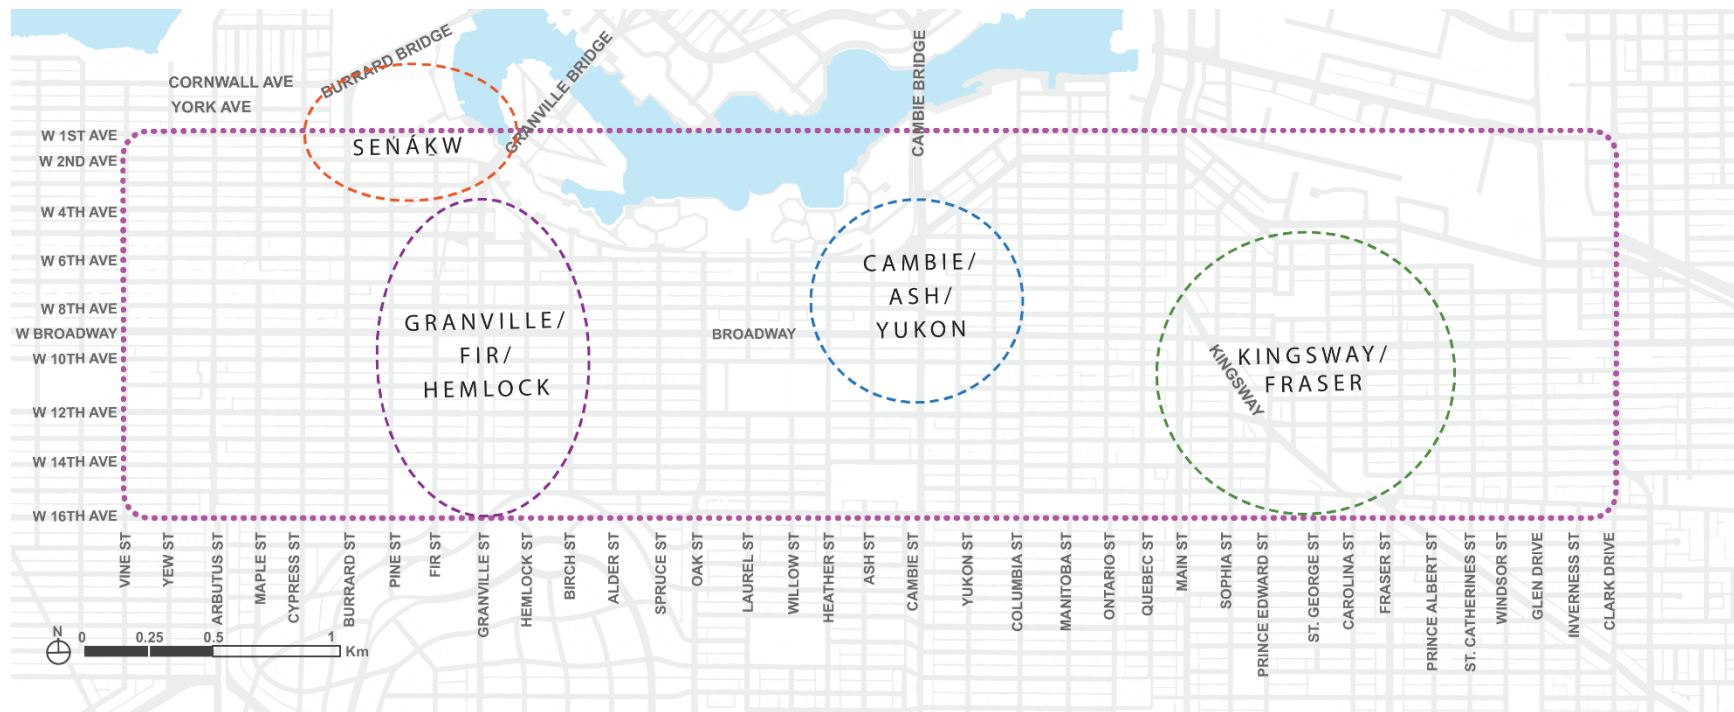 BURRARD BRIDGE
GRANVILLE BRIDGE
CAMBIE BRIDGE
CORNWALL AVE
YORK AVE
W 1ST AVE
W 2ND AVE
W 4TH AVE
W 6TH AVE
W 8TH AVE
W BROADWAY
W 10TH AVE
W 12TH AVE
W 14TH AVE
W 16TH AVE
SEN̓ÁḴW
GRANVILLE/
FIR/
HEMLOCK
BROADWAY
CAMBIE/
ASH/
YUKON
KINGSWAY/
FRASER
KINGSWAY
VINE ST
YEW ST
ARBUTUS ST
MAPLE ST
CYPRESS ST
BURRARD ST
PINE ST
FIR ST
GRANVILLE ST
HEMLOCK ST
BIRCH ST
ALDER ST
SPRUCE ST
OAK ST
LAUREL ST
WILLOW ST
HEATHER ST
ASH ST
CAMBIE ST
YUKON ST
COLUMBIA ST
MANITOBA ST
ONTARIO ST
QUEBEC ST
MAIN ST
SOPHIA ST
PRINCE EDWARD ST
ST. GEORGE ST
CAROLINA ST
FRASER ST
PRINCE ALBERT ST
ST. CATHERINES ST
WINDSOR ST
GLEN DRIVE
INVERNESS ST
CLARK DRIVE
N
0 0.25 0.5 1
Km